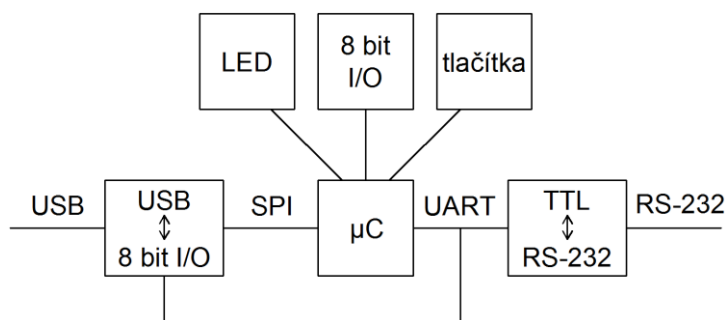 LED
8 bit
I/O
tlačítka
USB
USB
8 bit I/O
SPI
µC
UART
TTL
RS-232
RS-232